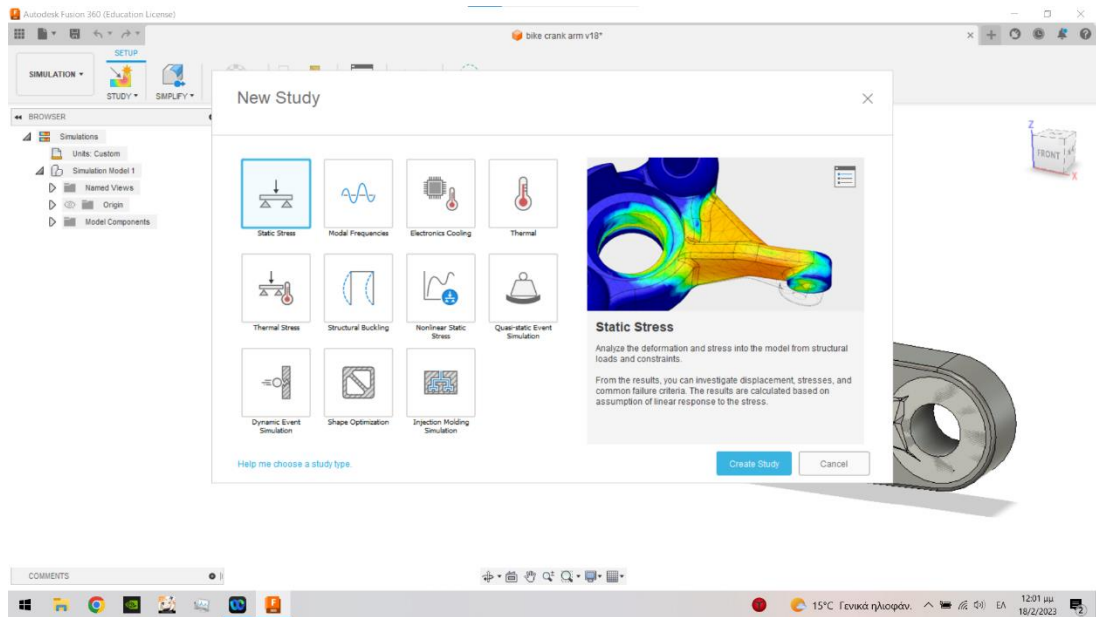 Autodesk Fusion 360 (Education License)
bike crank arm v18*
SETUP
SIMULATION
STUDY
SIMPLIFY
BROWSER
Simulations
Units: Custom
Simulation Model 1
Named Views
Origin
Model Components
New Study
Static Stress
Modal Frequencies
Electronics Cooling
Thermal
Thermal Stress
Structural Buckling
Nonlinear Static
Stress
Quasi-static Event
Simulation
Dynamic Event
Simulation
Shape Optimization
Injection Molding
Simulation
Static Stress
Analyze the deformation and stress into the model from structural
loads and constraints.
From the results, you can investigate displacement, stresses, and
common failure criteria. The results are calculated based on
assumption of linear response to the stress.
Help me choose a study type.
Create Study
Cancel
Z
FRONT
X
COMMENTS
15°C Γενικά ηλιοφάν.
ΕΛ
12:01 μμ
18/2/2023
2